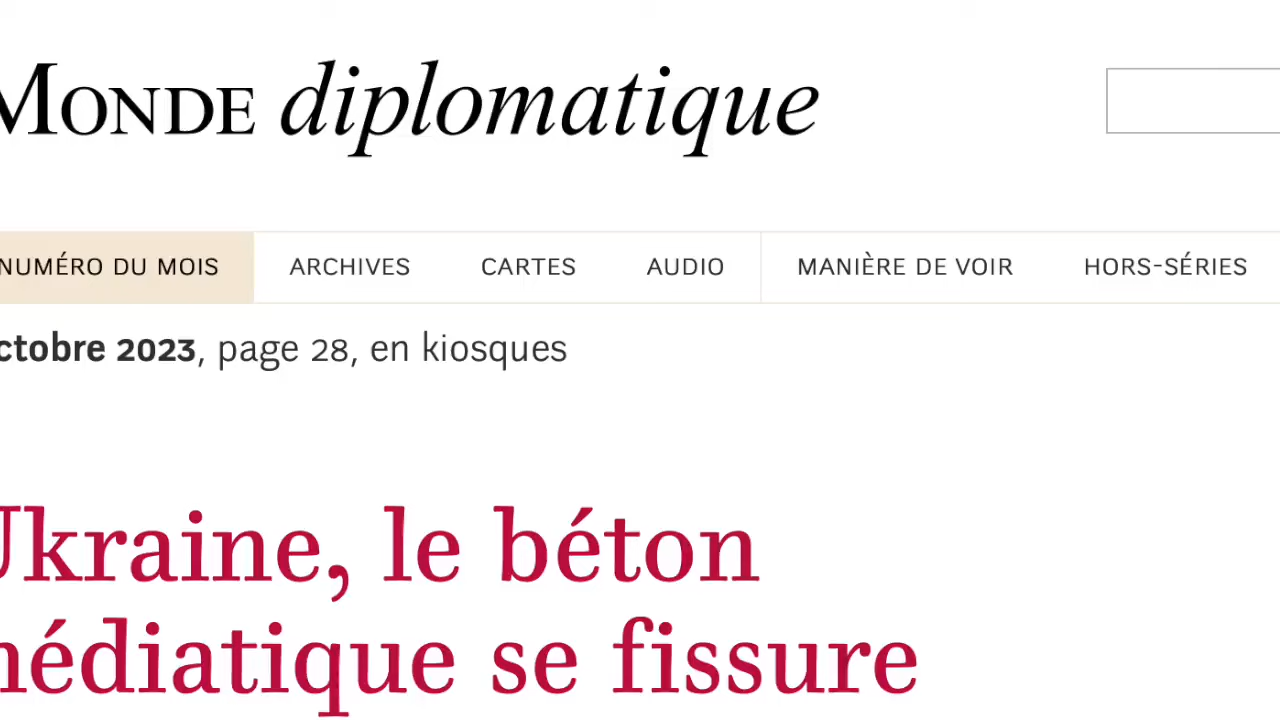 Monde diplomatique
NUMÉRO DU MOIS ARCHIVES CARTES AUDIO MANIÈRE DE VOIR HORS-SÉRIES
ctobre 2023, page 28, en kiosques
Ukraine, le béton
médiatique se fissure